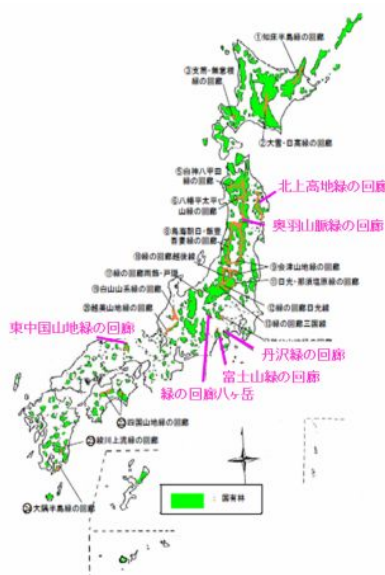 ①知床半島緑の回廊
③支笏・無意根
緑の回廊
②大雪・日高緑の回廊
⑤白神八甲田
緑の回廊
北上高地緑の回廊
⑥八幡平太平
山緑の回廊
奥羽山脈緑の回廊
⑧鳥海朝日・飯豊
吾妻緑の回廊
⑩緑の回廊越後線
⑨会津山地緑の回廊
⑰緑の回廊雨飾・戸隠
⑪日光・那須塩原緑の回廊
⑲白山山系緑の回廊
⑳越美山地緑の回廊
⑫緑の回廊日光線
⑬緑の回廊三国線
東中国山地緑の回廊
丹沢緑の回廊
富士山緑の回廊
緑の回廊八ヶ岳
四国山地緑の回廊
綾川上流緑の回廊
大隅半島緑の回廊
国有林